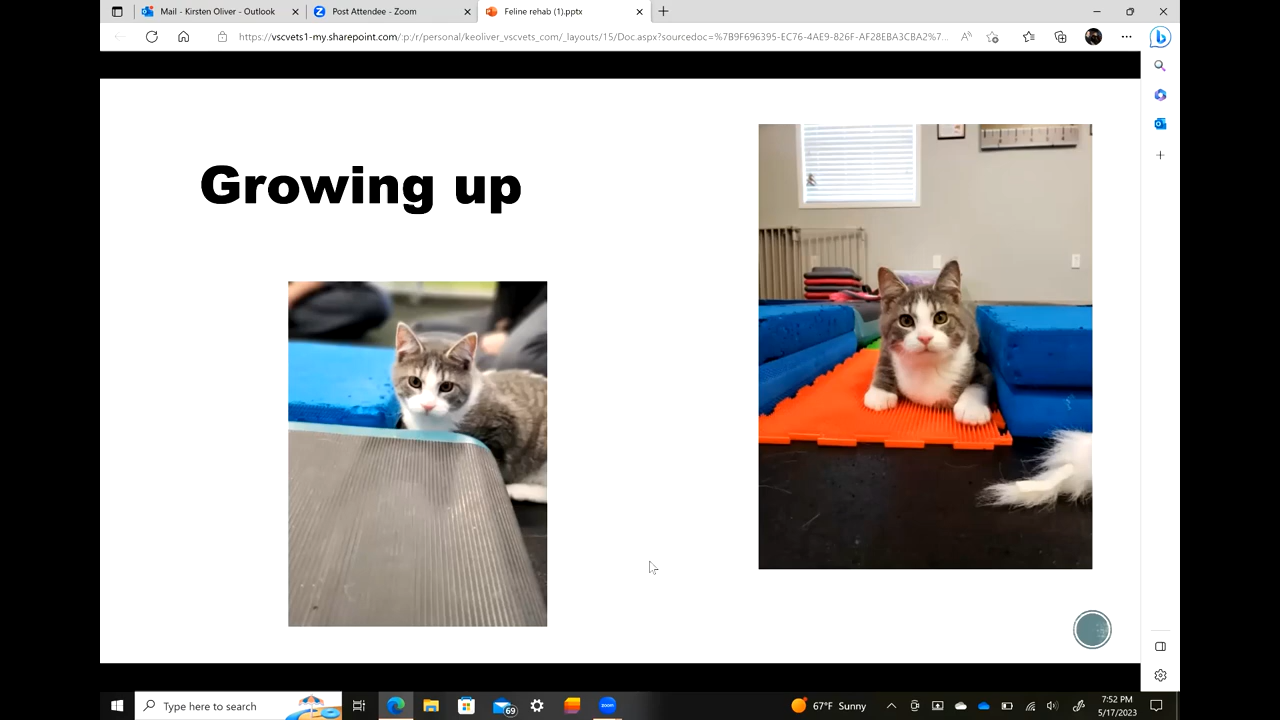 Mail - Kirsten Oliver - Outlook
Post Attendee - Zoom
Feline rehab (1).pptx
https://vscvets1-my.sharepoint.com/:p:/r/personal/keoliver_vscvets_com/_layouts/15/Doc.aspx?sourcedoc=%7B9F696395-EC76-4AE9-826F-AF28EBA3CBA2%7...
Growing up
Type here to search
69
zoom
67°F Sunny
7:52 PM
5/17/2023